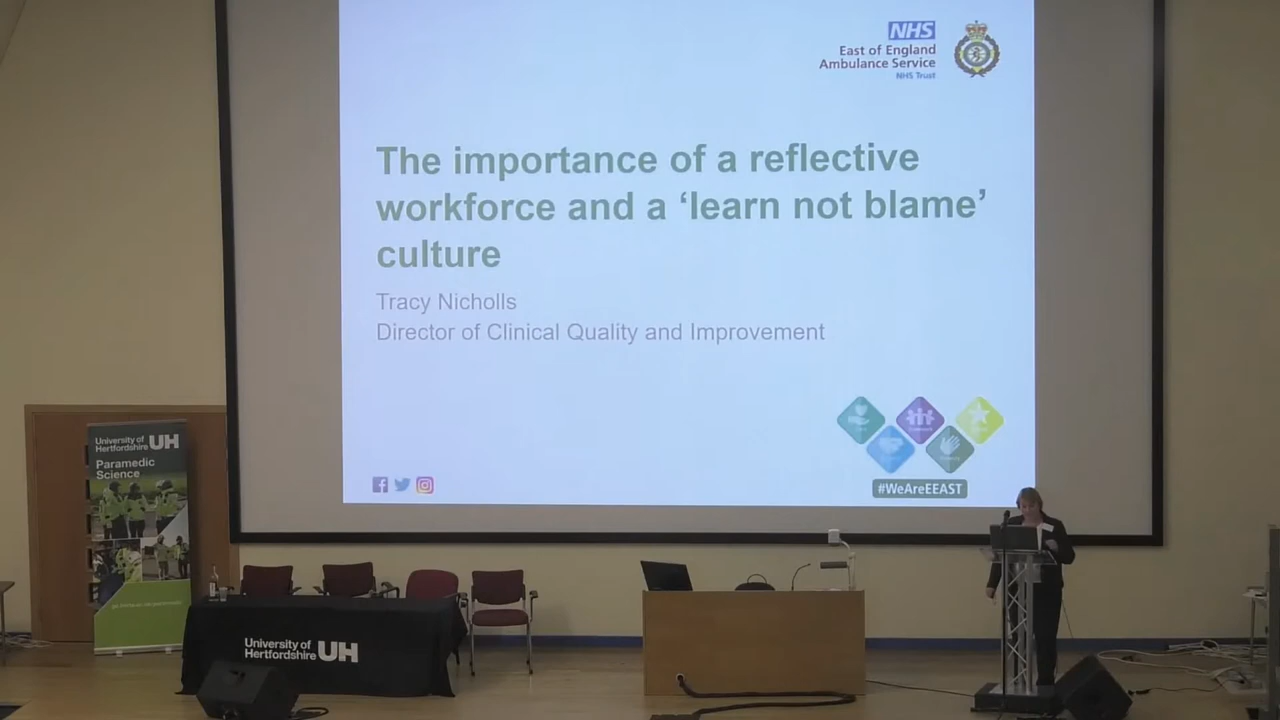 NHS
East of England
Ambulance Service
NHS Trust
The importance of a reflective
workforce and a ‘learn not blame’
culture
Tracy Nicholls
Director of Clinical Quality and Improvement
#WeAreEEAST
University of
Hertfordshire UH
Paramedic
Science
University of
Hertfordshire UH